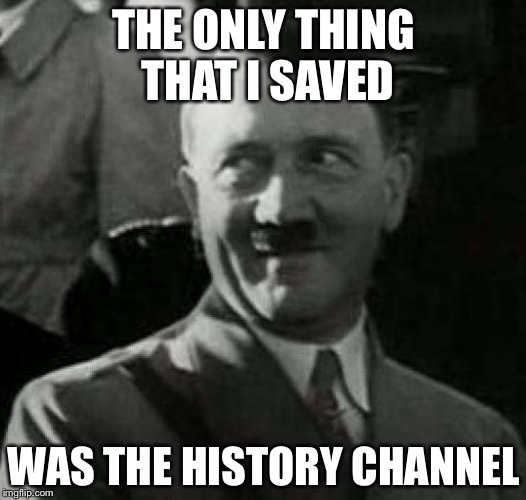 THE ONLY THING
THAT I SAVED
WAS THE HISTORY CHANNEL
imgflip.com